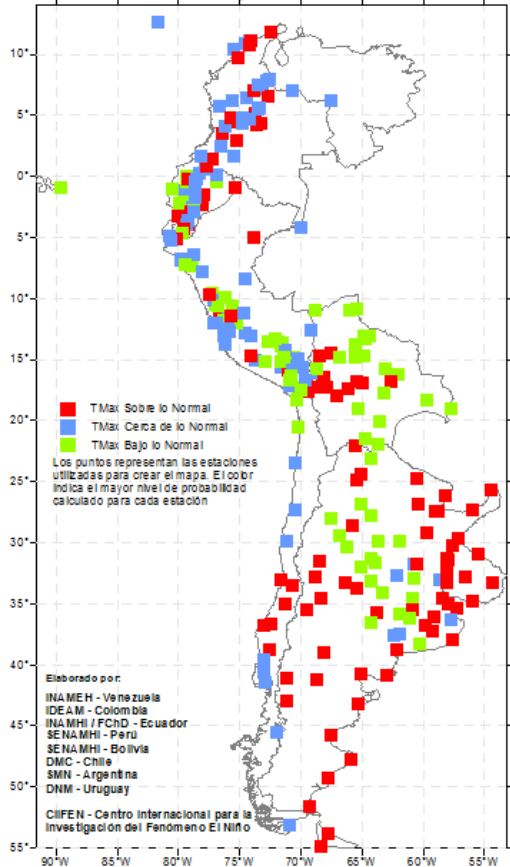 10°
5°
0°
5°
10°
15°
20°
25°
30°
35°
40°
45°
50°
55°
TMax Sobre lo Normal
TMax Cerca de lo Normal
TMax Bajo lo Normal
Los puntos representan las estaciones
utilizadas para crear el mapa. El color
indica el mayor nivel de probabilidad
calculado para cada estación
Elaborado por:
INAMEH - Venezuela
IDEAM - Colombia
INAMHI / FChD - Ecuador
SENAMHI - Perú
SENAMHI - Bolivia
DMC - Chile
SMN - Argentina
DNM - Uruguay
CIIFEN - Centro Internacional para la
Investigación del Fenómeno El Niño
90°W 85°W 80°W 75°W 70°W 65°W 60°W 55°W